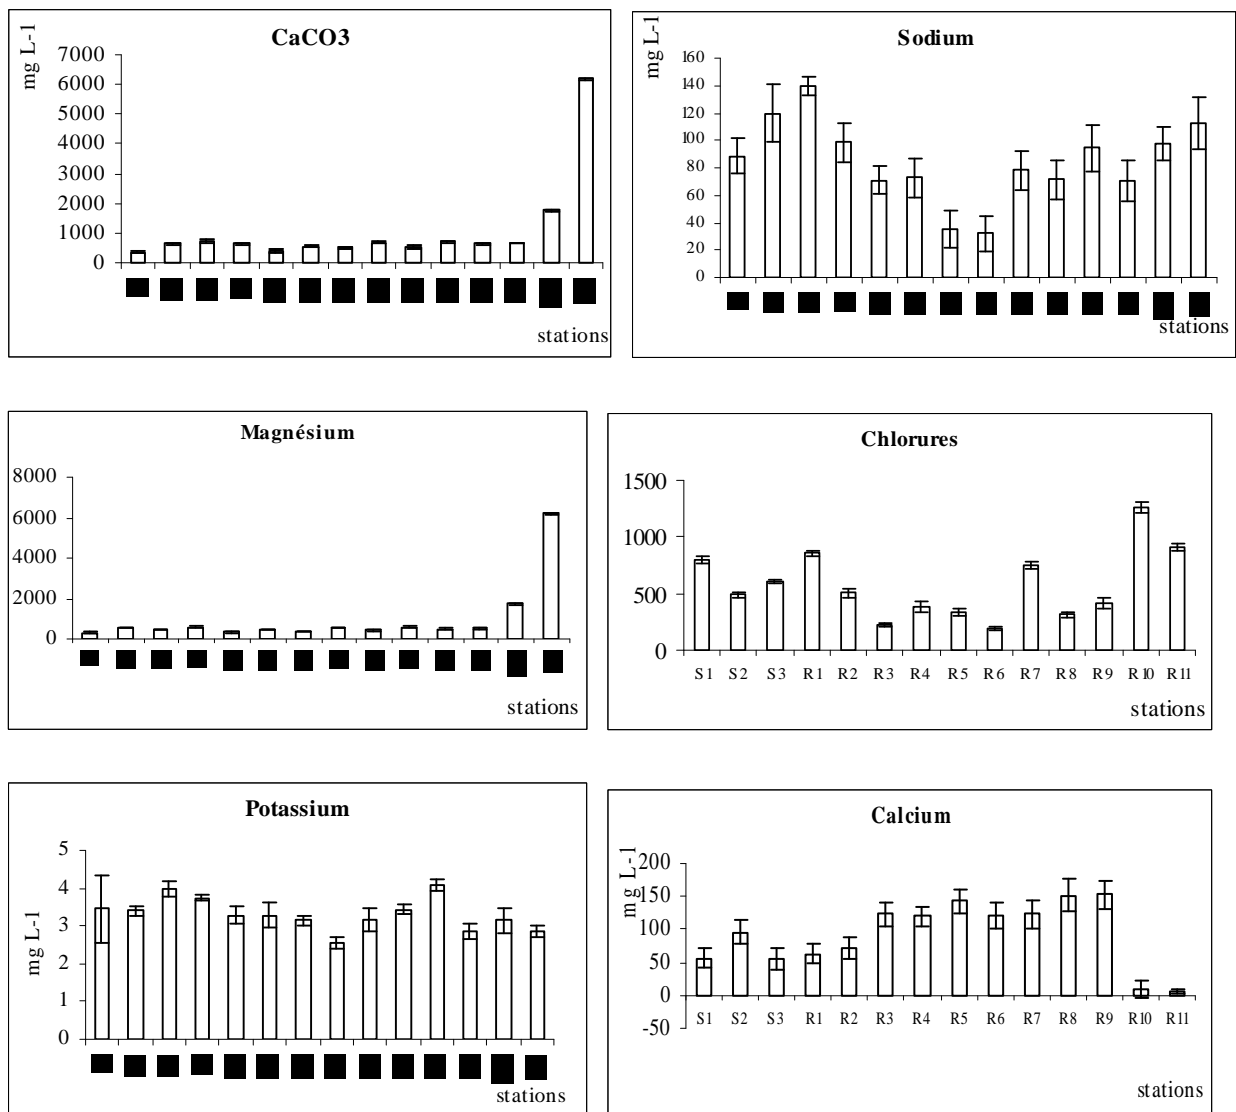 CaCO3
mg L-1
7000
6000
5000
4000
3000
2000
1000
0
stations
Sodium
mg L-1
160
140
120
100
80
60
40
20
0
stations
Magnésium
8000
6000
4000
2000
0
stations
Chlorures
1500
1000
500
0
S1 S2 S3 R1 R2 R3 R4 R5 R6 R7 R8 R9 R10 R11
stations
Potassium
mg L-1
5
4
3
2
1
0
stations
Calcium
mg L-1
200
150
100
50
0
-50
S1 S2 S3 R1 R2 R3 R4 R5 R6 R7 R8 R9 R10 R11
stations